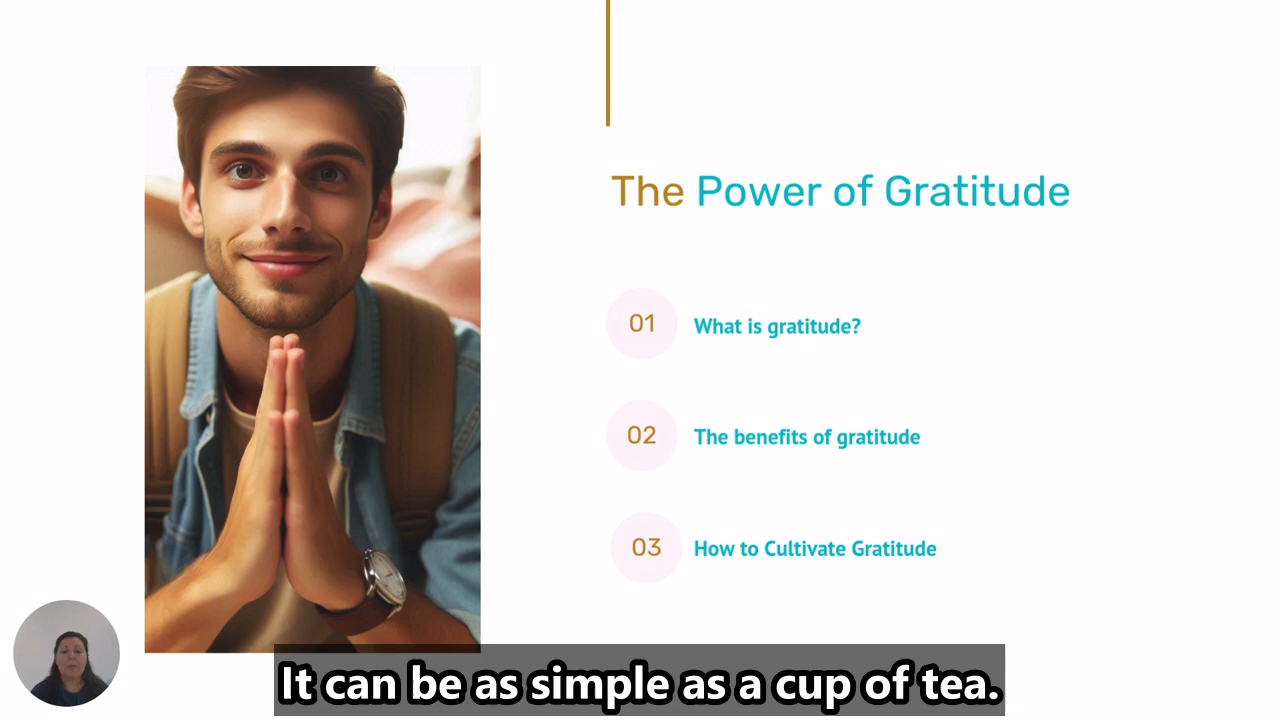 The Power of Gratitude
01 What is gratitude?
02 The benefits of gratitude
03 How to Cultivate Gratitude
It can be as simple as a cup of tea.